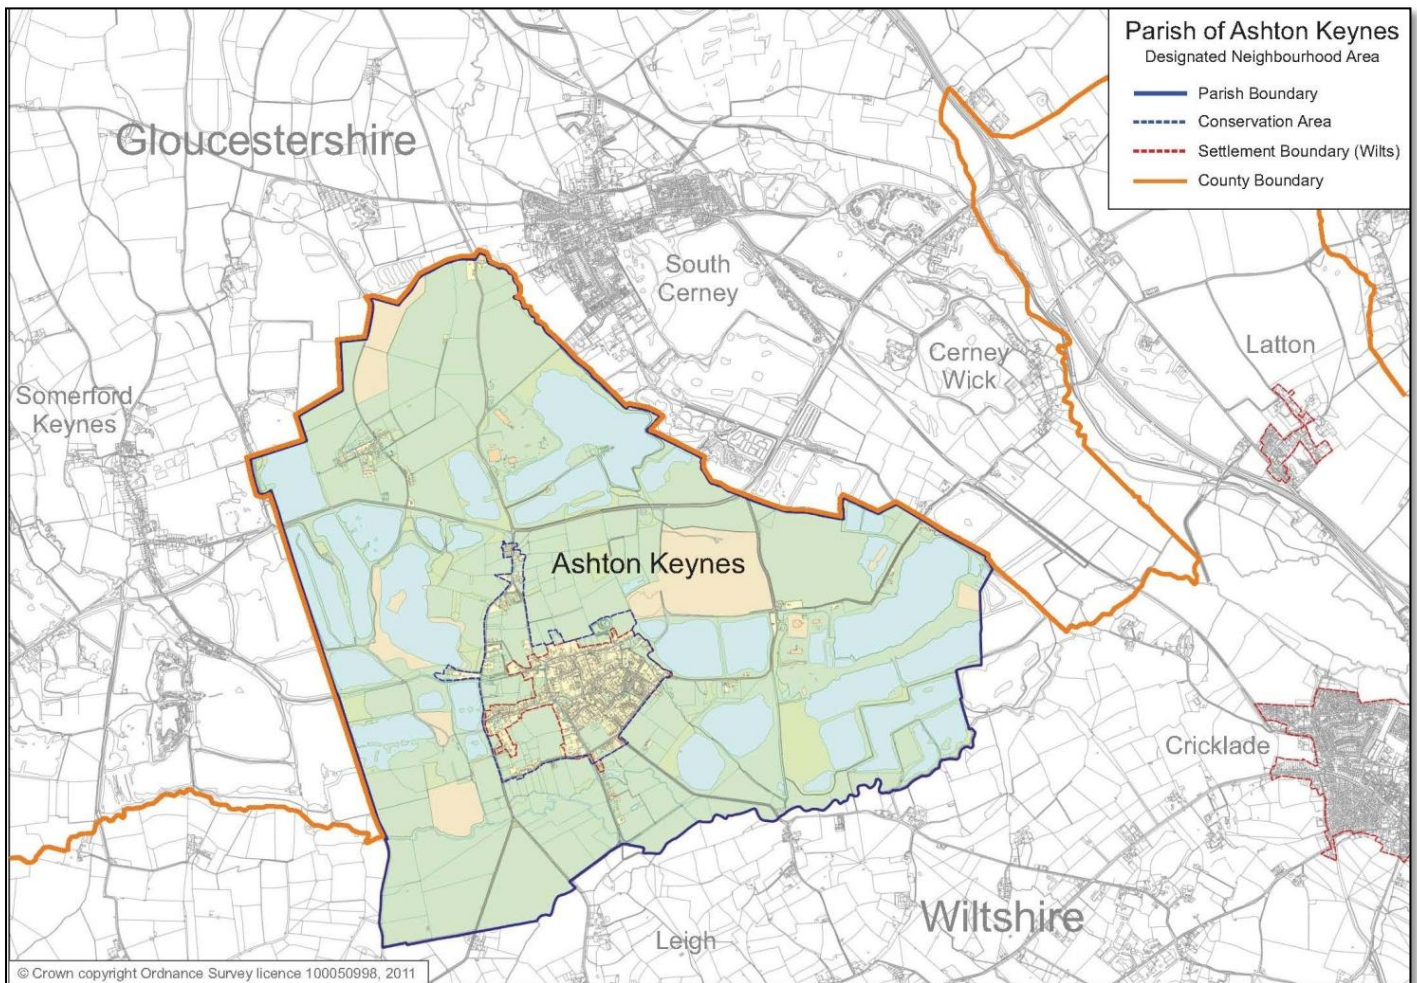 Parish of Ashton Keynes
Designated Neighbourhood Area
Parish Boundary
Conservation Area
Settlement Boundary (Wilts)
County Boundary
Gloucestershire
South
Cerney
Cerney
Wick
Latton
Somerford
Keynes
Ashton Keynes
Cricklade
Wiltshire
Leigh
© Crown copyright Ordnance Survey licence 100050998, 2011